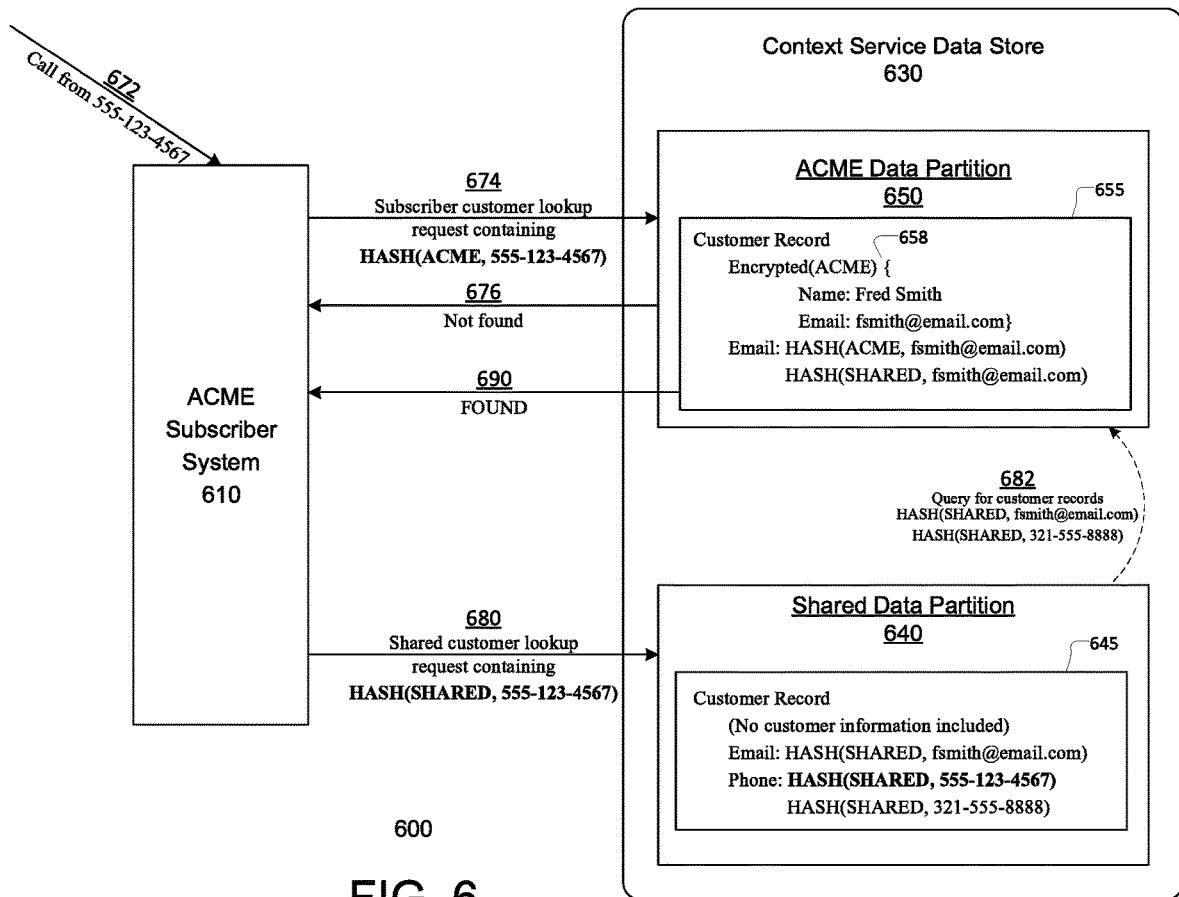 672
Call from 555-123-4567
Context Service Data Store
630
ACME Data Partition
650
655
Customer Record
658
Encrypted(ACME) {
Name: Fred Smith
Email: fsmith@email.com}
Email: HASH(ACME, fsmith@email.com)
HASH(SHARED, fsmith@email.com)
674
Subscriber customer lookup
request containing
HASH(ACME, 555-123-4567)
676
Not found
690
FOUND
ACME
Subscriber
System
610
682
Query for customer records
HASH(SHARED, fsmith@email.com)
HASH(SHARED, 321-555-8888)
680
Shared customer lookup
request containing
HASH(SHARED, 555-123-4567)
Shared Data Partition
640
645
Customer Record
(No customer information included)
Email: HASH(SHARED, fsmith@email.com)
Phone: HASH(SHARED, 555-123-4567)
HASH(SHARED, 321-555-8888)
600
FIG. 6